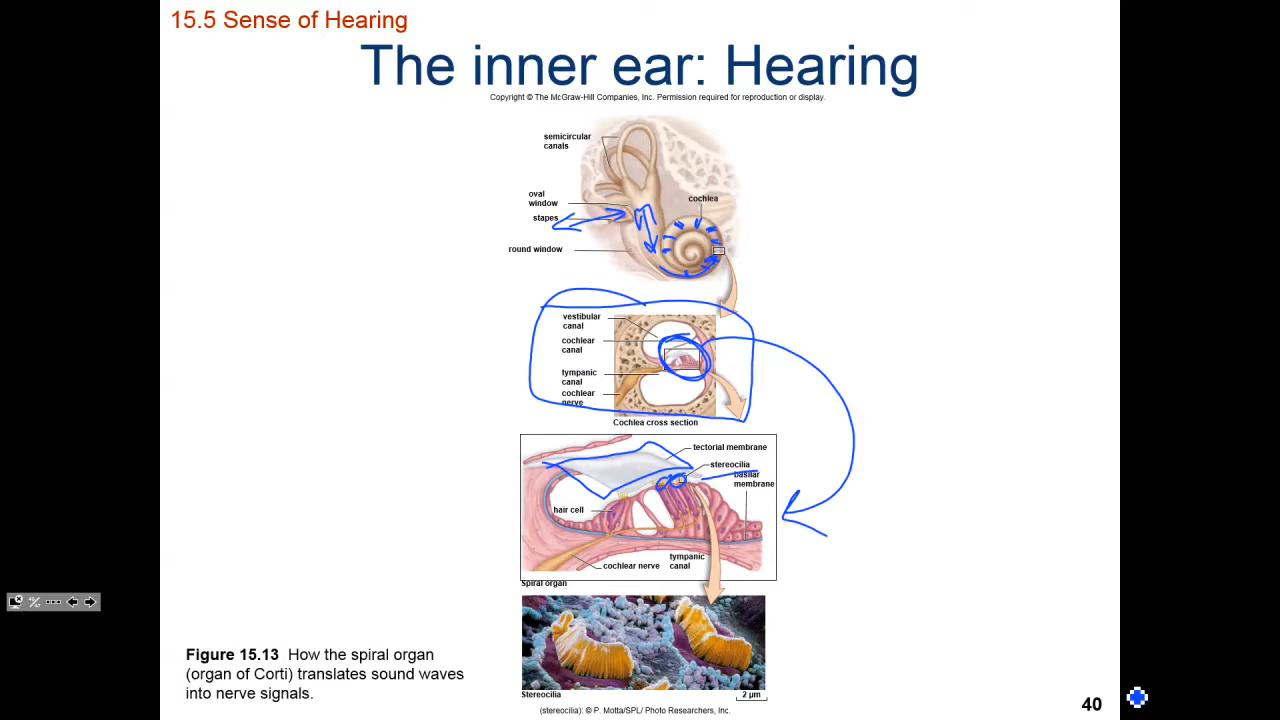 15.5 Sense of Hearing
The inner ear: Hearing
Copyright © The McGraw-Hill Companies, Inc. Permission required for reproduction or display.
semicircular
canals
oval
window
cochlea
stapes
round window
vestibular
canal
cochlear
canal
tympanic
canal
cochlear
nerve
Cochlea cross section
tectorial membrane
stereocilia
basilar
membrane
hair cell
tympanic
canal
cochlear nerve
Spiral organ
Stereocilia
2 µm
(stereocilia): © P. Motta/SPL/ Photo Researchers, Inc.
Figure 15.13 How the spiral organ
(organ of Corti) translates sound waves
into nerve signals.
40